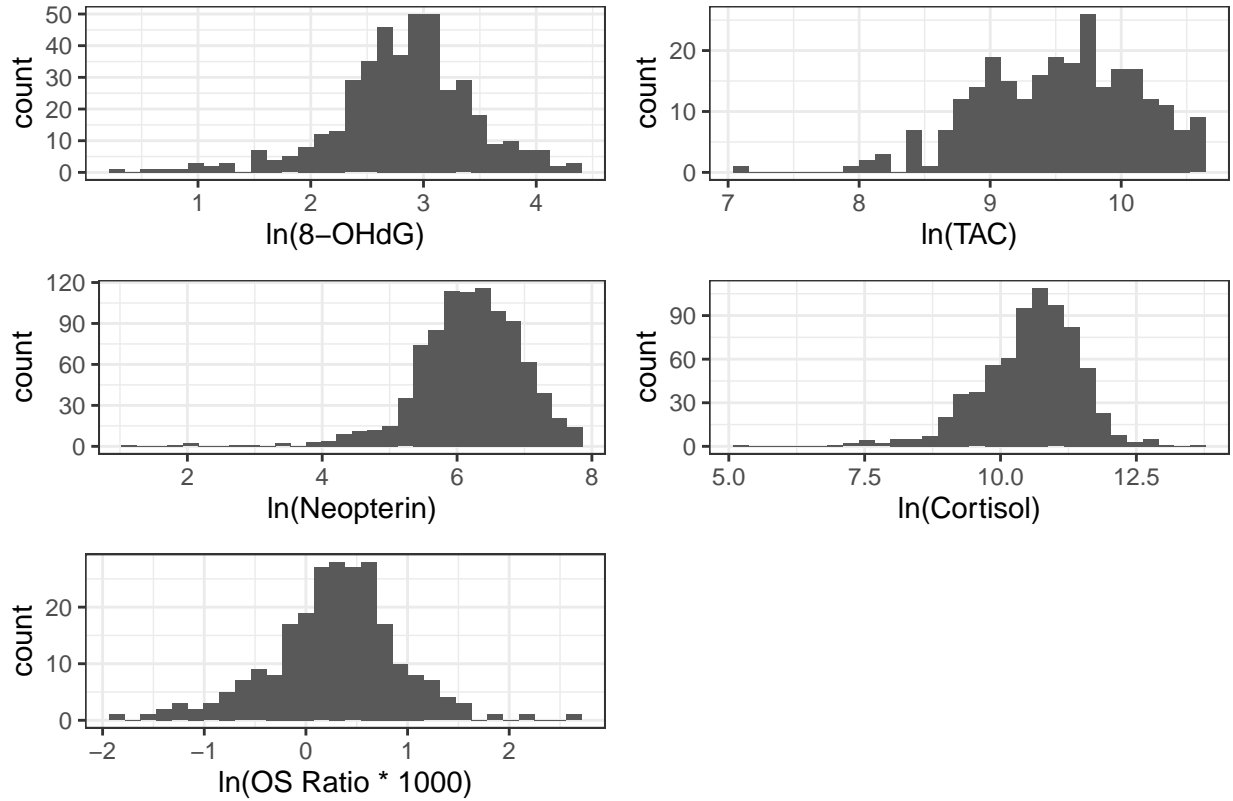 50
40
30
20
10
0
count
1 2 3 4
ln(8−OHdG)
20
10
0
count
7 8 9 10
ln(TAC)
120
90
60
30
0
count
2 4 6 8
ln(Neopterin)
90
60
30
0
count
5.0 7.5 10.0 12.5
ln(Cortisol)
20
10
0
count
−2 −1 0 1 2
ln(OS Ratio * 1000)